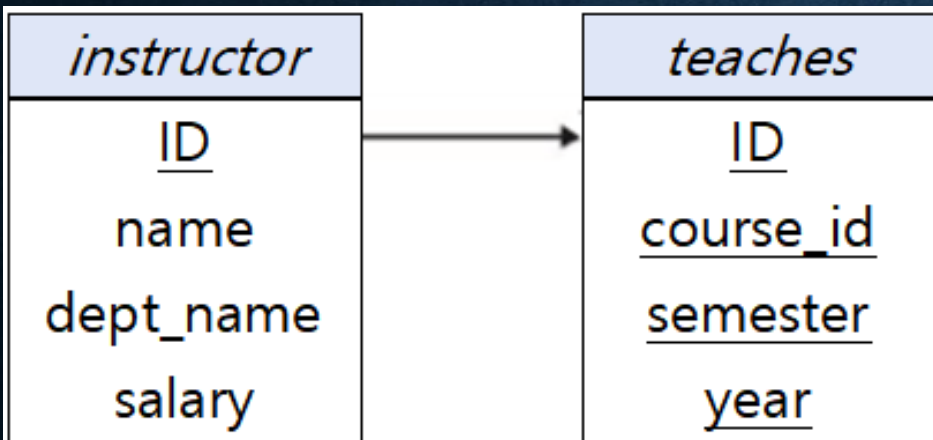 instructor
ID
name
dept_name
salary
teaches
ID
course_id
semester
year